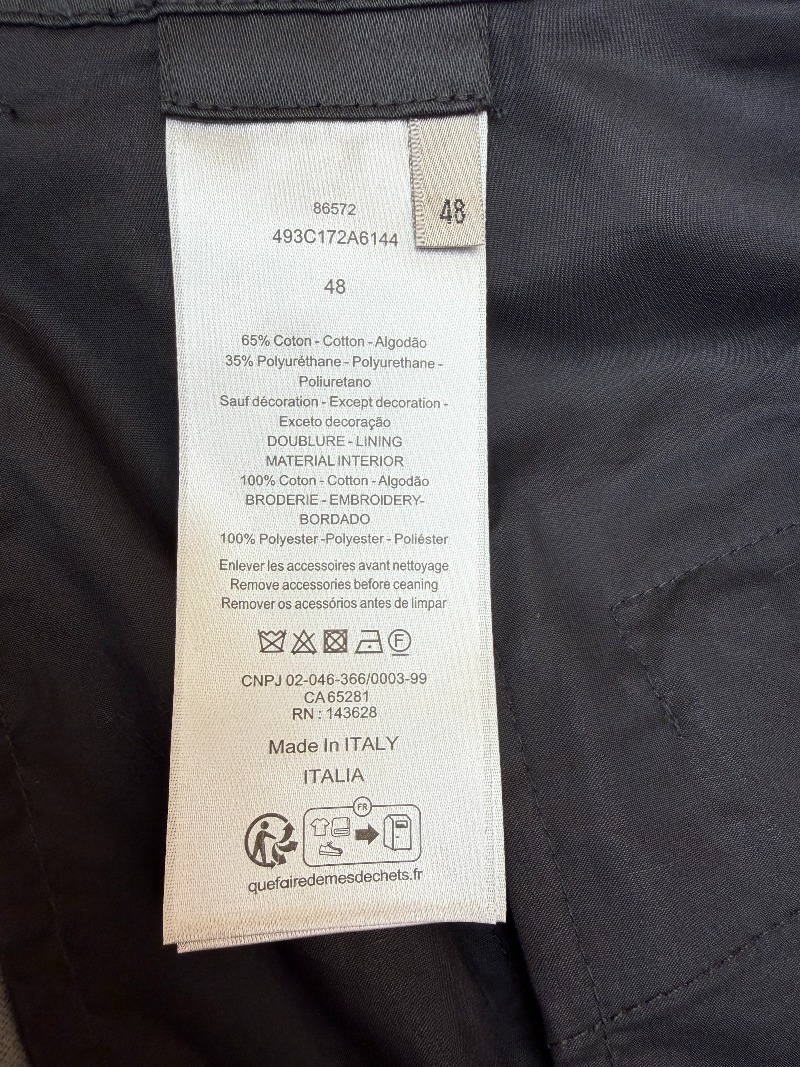 48
86572
493C172A6144
48
65% Coton - Cotton - Algodão
35% Polyuréthane - Polyurethane -
Poliuretano
Sauf décoration - Except decoration -
Exceto decoração
DOUBLURE - LINING
MATERIAL INTERIOR
100% Coton - Cotton - Algodão
BRODERIE - EMBROIDERY-
BORDADO
100% Polyester -Polyester - Poliéster
Enlever les accessoires avant nettoyage
Remove accessories before ceaning
Remover os acessórios antes de limpar
F
CNPJ 02-046-366/0003-99
CA 65281
RN : 143628
Made In ITALY
ITALIA
FR
quefairedemesdechets.fr